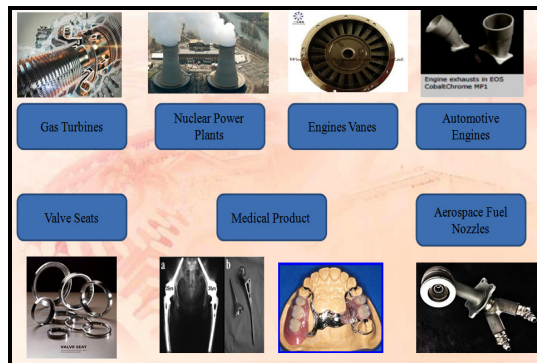 Engine exhausts in EOS
CobaltChrome MP1
Gas Turbines
Nuclear Power
Plants
Engines Vanes
Automotive
Engines
Valve Seats
Medical Product
Aerospace Fuel
Nozzles
a
b
VALVE SEAT